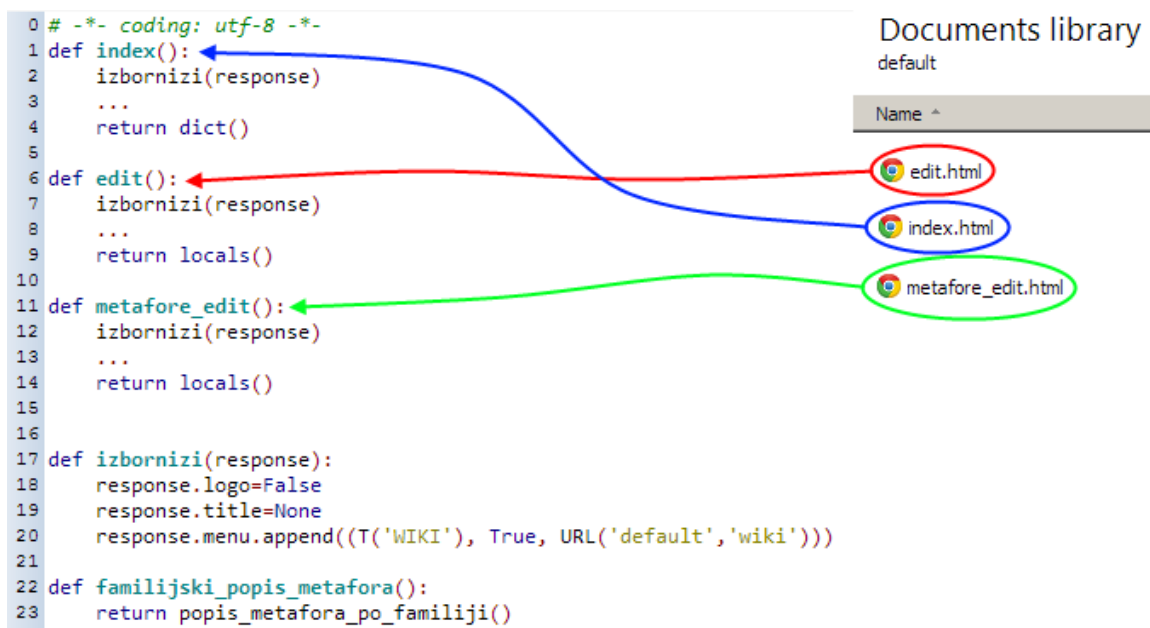 0 # -*- coding: utf-8 -*-
1 def index():
2     izbornizi(response)
3     ...
4     return dict()
5
6 def edit():
7     izbornizi(response)
8     ...
9     return locals()
10
11 def metafore_edit():
12     izbornizi(response)
13     ...
14     return locals()
15
16
17 def izbornizi(response):
18     response.logo=False
19     response.title=None
20     response.menu.append((T('WIKI'), True, URL('default','wiki')))
21
22 def familijski_popis_metafora():
23     return popis_metafora_po_familiji()
Documents library
default
Name
edit.html
index.html
metafore_edit.html